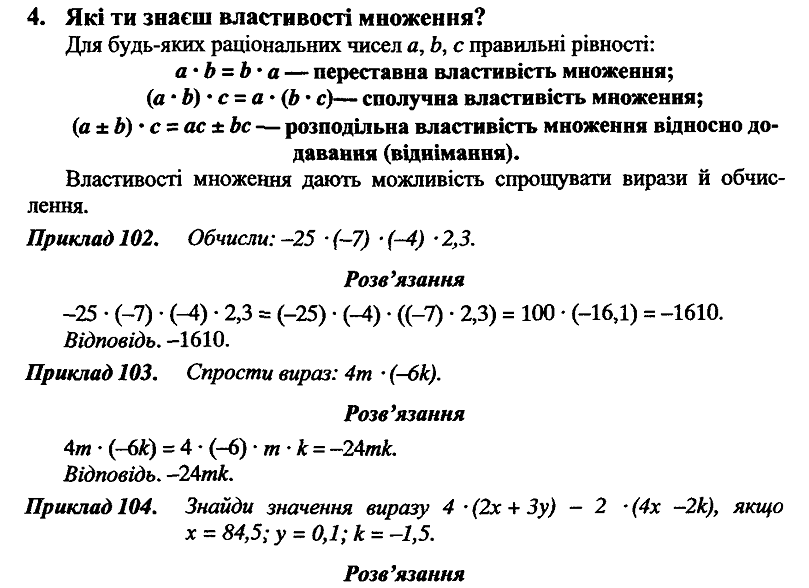 4. Які ти знаєш властивості множення?
Для будь-яких раціональних чисел a, b, c правильні рівності:
a · b = b · a — переставна властивість множення;
(a · b) · c = a · (b · c)— сполучна властивість множення;
(a ± b) · c = ac ± bc — розподільна властивість множення відносно до-
давання (віднімання).
Властивості множення дають можливість спрощувати вирази й обчис-
лення.
Приклад 102. Обчисли: –25 ·(–7) ·(–4) ·2,3.
Розв’язання
–25 · (–7) · (–4) · 2,3 = (–25) · (–4) · ((–7) · 2,3) = 100 · (–16,1) = –1610.
Відповідь. –1610.
Приклад 103. Спрости вираз: 4m ·(–6k).
Розв’язання
4m · (–6k) = 4 · (–6) · m · k = –24mk.
Відповідь. –24mk.
Приклад 104. Знайди значення виразу 4 ·(2x + 3y) – 2 ·(4x –2k), якщо
x = 84,5; y = 0,1; k = –1,5.
Розв’язання